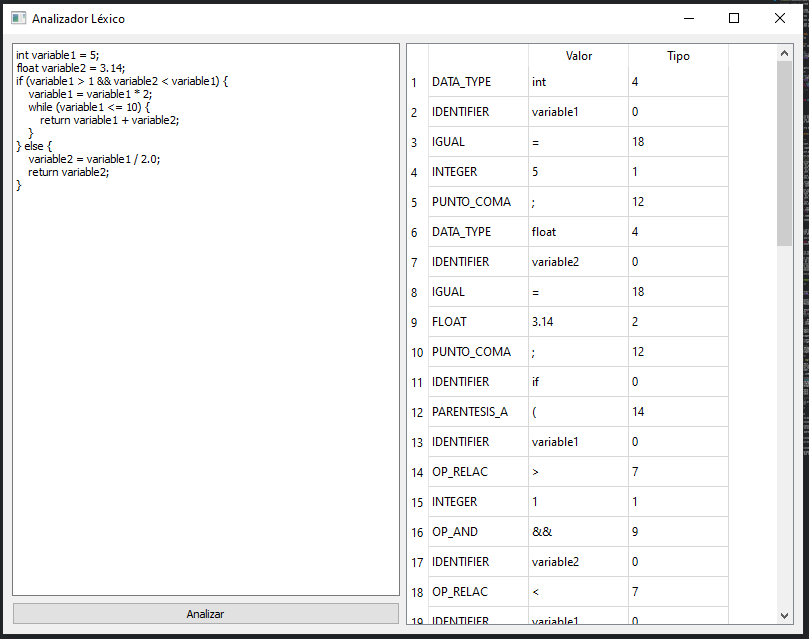 Analizador Léxico
int variable1 = 5;
float variable2 = 3.14;
if (variable1 > 1 && variable2 < variable1) {
    variable1 = variable1 * 2;
    while (variable1 <= 10) {
        return variable1 + variable2;
    }
} else {
    variable2 = variable1 / 2.0;
    return variable2;
}
Analizar
Valor Tipo
1 DATA_TYPE int 4
2 IDENTIFIER variable1 0
3 IGUAL = 18
4 INTEGER 5 1
5 PUNTO_COMA ; 12
6 DATA_TYPE float 4
7 IDENTIFIER variable2 0
8 IGUAL = 18
9 FLOAT 3.14 2
10 PUNTO_COMA ; 12
11 IDENTIFIER if 0
12 PARENTESIS_A ( 14
13 IDENTIFIER variable1 0
14 OP_RELAC > 7
15 INTEGER 1 1
16 OP_AND && 9
17 IDENTIFIER variable2 0
18 OP_RELAC < 7
19 IDENTIFIER variable1 0